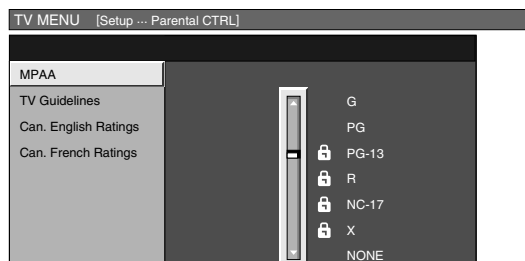 TV MENU [Setup ··· Parental CTRL]
MPAA
TV Guidelines
Can. English Ratings
Can. French Ratings
G
PG
PG-13
R
NC-17
X
NONE